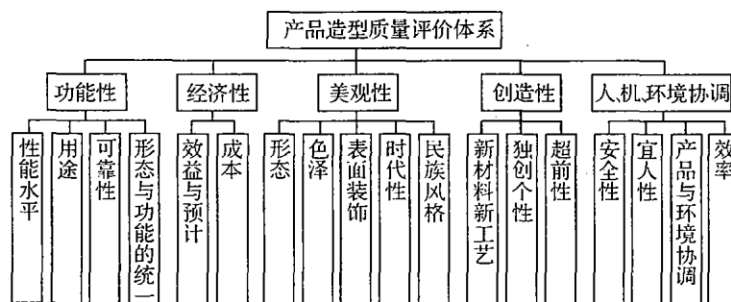 产品造型质量评价体系
功能性
经济性
美观性
创造性
人、机、环境协调
性能水平
用途
可靠性
形态与功能的统一
效益与预计
成本
形态
色泽
表面装饰
时代性
民族风格
新材料新工艺
独创个性
超前性
安全性
宜人性
产品与环境协调
效率